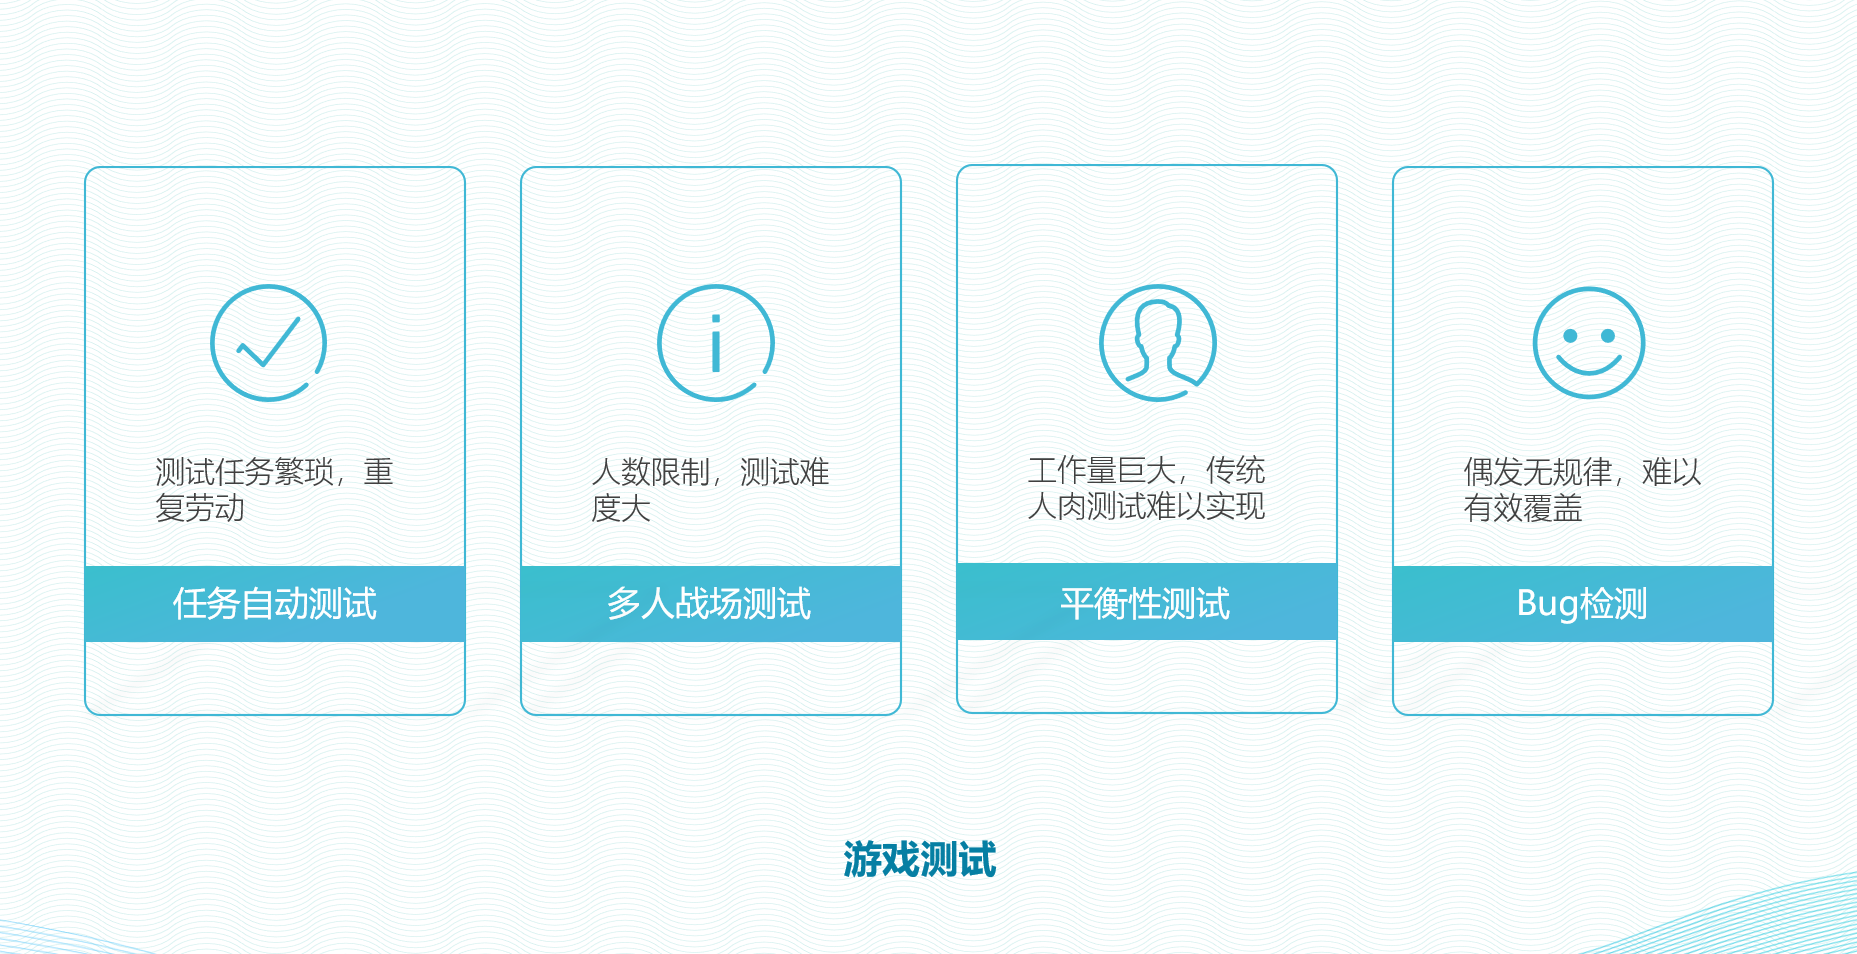 测试任务繁琐，重
复劳动
任务自动测试
人数限制，测试难
度大
多人战场测试
工作量巨大，传统
人肉测试难以实现
平衡性测试
偶发无规律，难以
有效覆盖
Bug检测
游戏测试